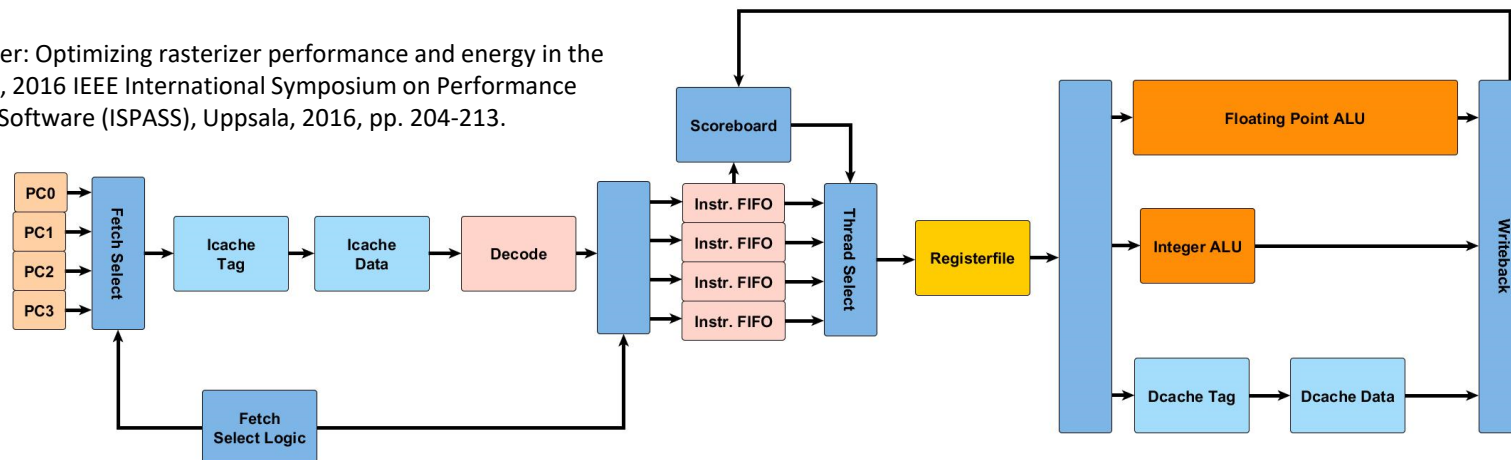 er: Optimizing rasterizer performance and energy in the
, 2016 IEEE International Symposium on Performance
Software (ISPASS), Uppsala, 2016, pp. 204-213.
Scoreboard
Floating Point ALU
PC0
PC1
PC2
PC3
Fetch Select
Icache
Tag
Icache
Data
Decode
Instr. FIFO
Instr. FIFO
Instr. FIFO
Instr. FIFO
Thread Select
Registerfile
Integer ALU
Writeback
Dcache Tag
Dcache Data
Fetch
Select Logic